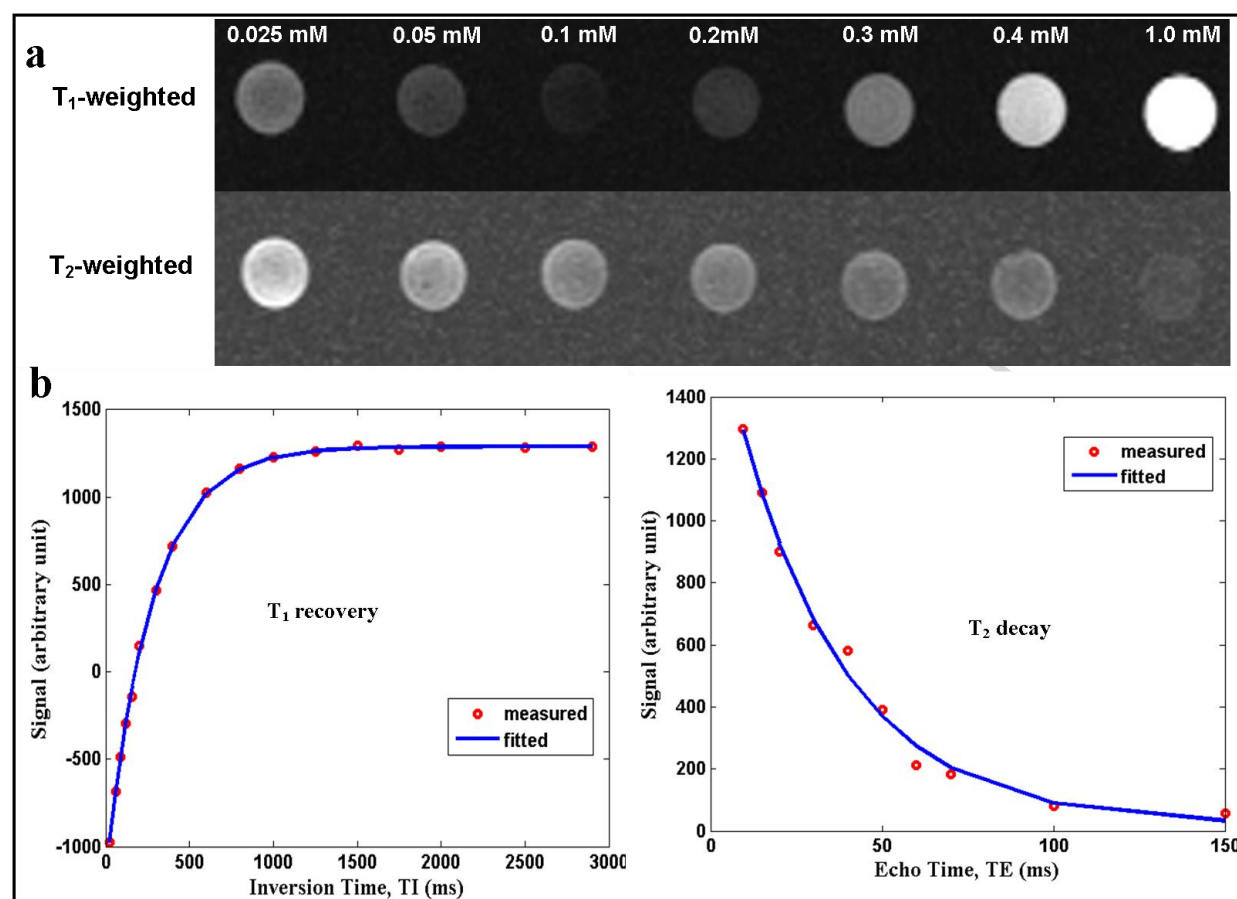 a
0.025 mM 0.05 mM 0.1 mM 0.2mM 0.3 mM 0.4 mM 1.0 mM
T₁-weighted
T₂-weighted
b
1500
1000
500
0
-500
-1000
Signal (arbitrary unit)
T₁ recovery
measured
fitted
0 500 1000 1500 2000 2500 3000
Inversion Time, TI (ms)
1400
1200
1000
800
600
400
200
0
Signal (arbitrary unit)
measured
fitted
T₂ decay
0 50 100 150
Echo Time, TE (ms)